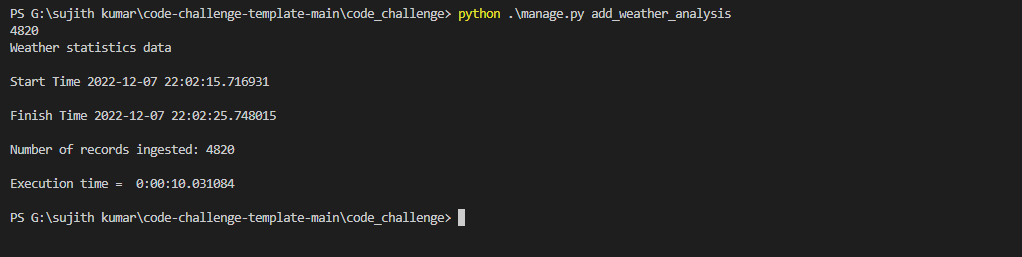 PS G:\sujith kumar\code-challenge-template-main\code_challenge> python .\manage.py add_weather_analysis
4820
Weather statistics data
Start Time 2022-12-07 22:02:15.716931
Finish Time 2022-12-07 22:02:25.748015
Number of records ingested: 4820
Execution time =  0:00:10.031084
PS G:\sujith kumar\code-challenge-template-main\code_challenge>